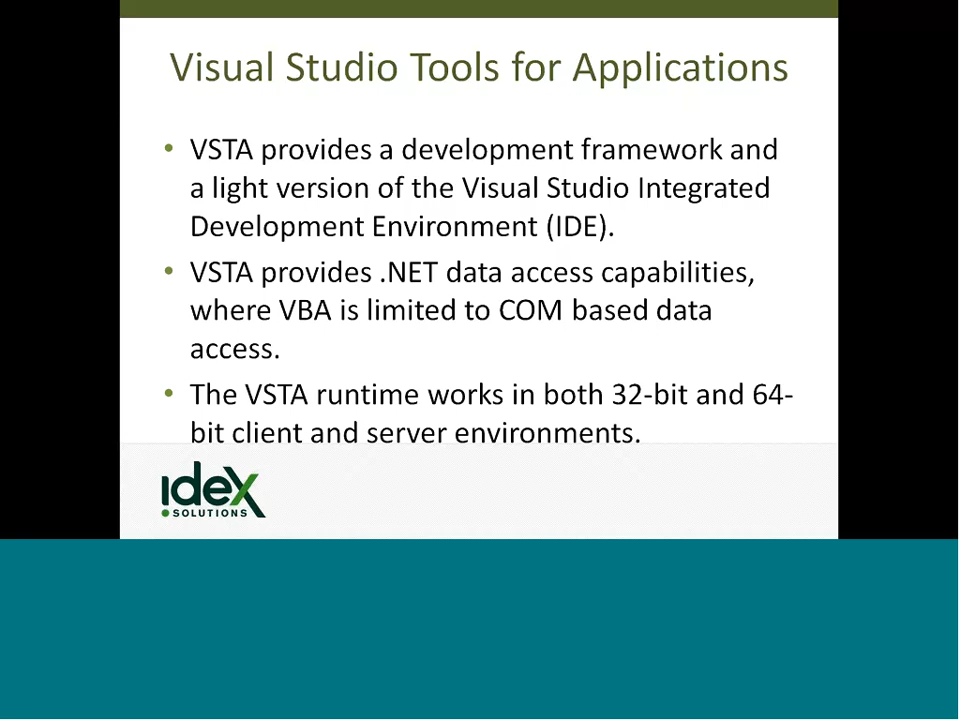 Visual Studio Tools for Applications
• VSTA provides a development framework and
a light version of the Visual Studio Integrated
Development Environment (IDE).
• VSTA provides .NET data access capabilities,
where VBA is limited to COM based data
access.
• The VSTA runtime works in both 32-bit and 64-
bit client and server environments.
ideX
SOLUTIONS